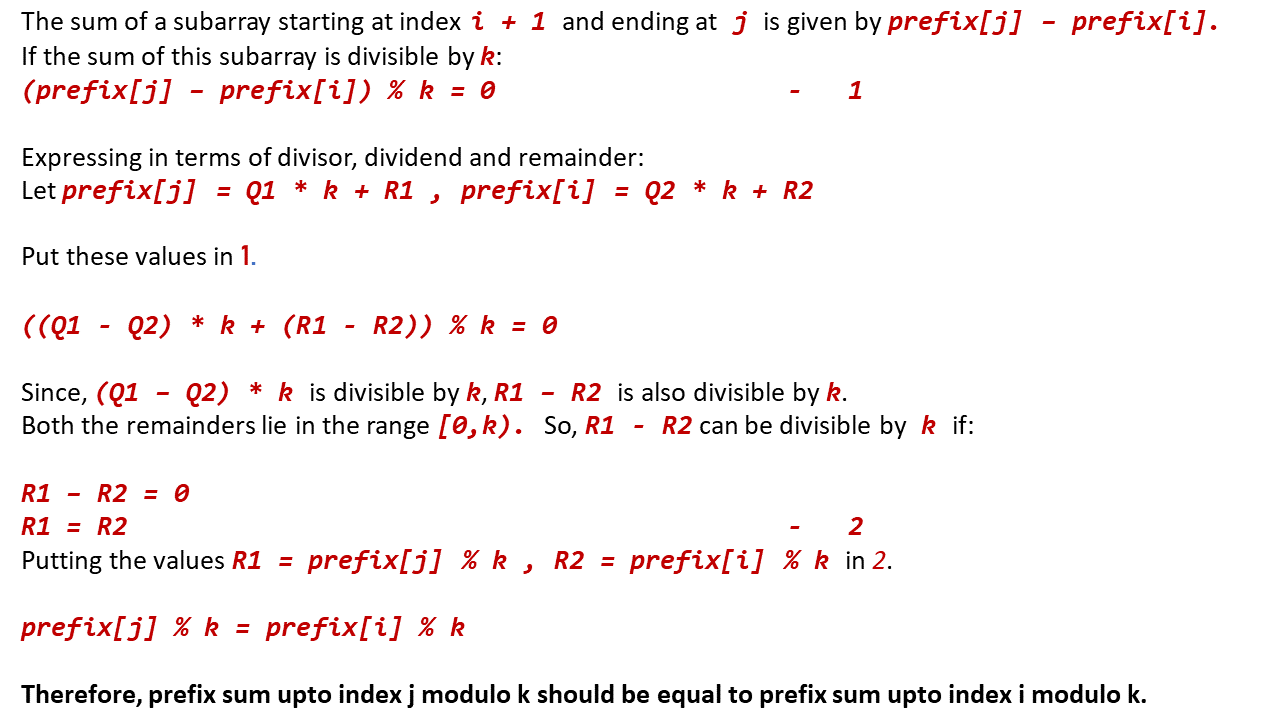 The sum of a subarray starting at index i + 1 and ending at j is given by prefix[j] – prefix[i].
If the sum of this subarray is divisible by k:
(prefix[j] – prefix[i]) % k = 0 - 1
Expressing in terms of divisor, dividend and remainder:
Let prefix[j] = Q1 * k + R1 , prefix[i] = Q2 * k + R2
Put these values in 1.
((Q1 - Q2) * k + (R1 - R2)) % k = 0
Since, (Q1 – Q2) * k is divisible by k, R1 – R2 is also divisible by k.
Both the remainders lie in the range [0,k). So, R1 - R2 can be divisible by k if:
R1 – R2 = 0
R1 = R2 - 2
Putting the values R1 = prefix[j] % k , R2 = prefix[i] % k in 2.
prefix[j] % k = prefix[i] % k
Therefore, prefix sum upto index j modulo k should be equal to prefix sum upto index i modulo k.